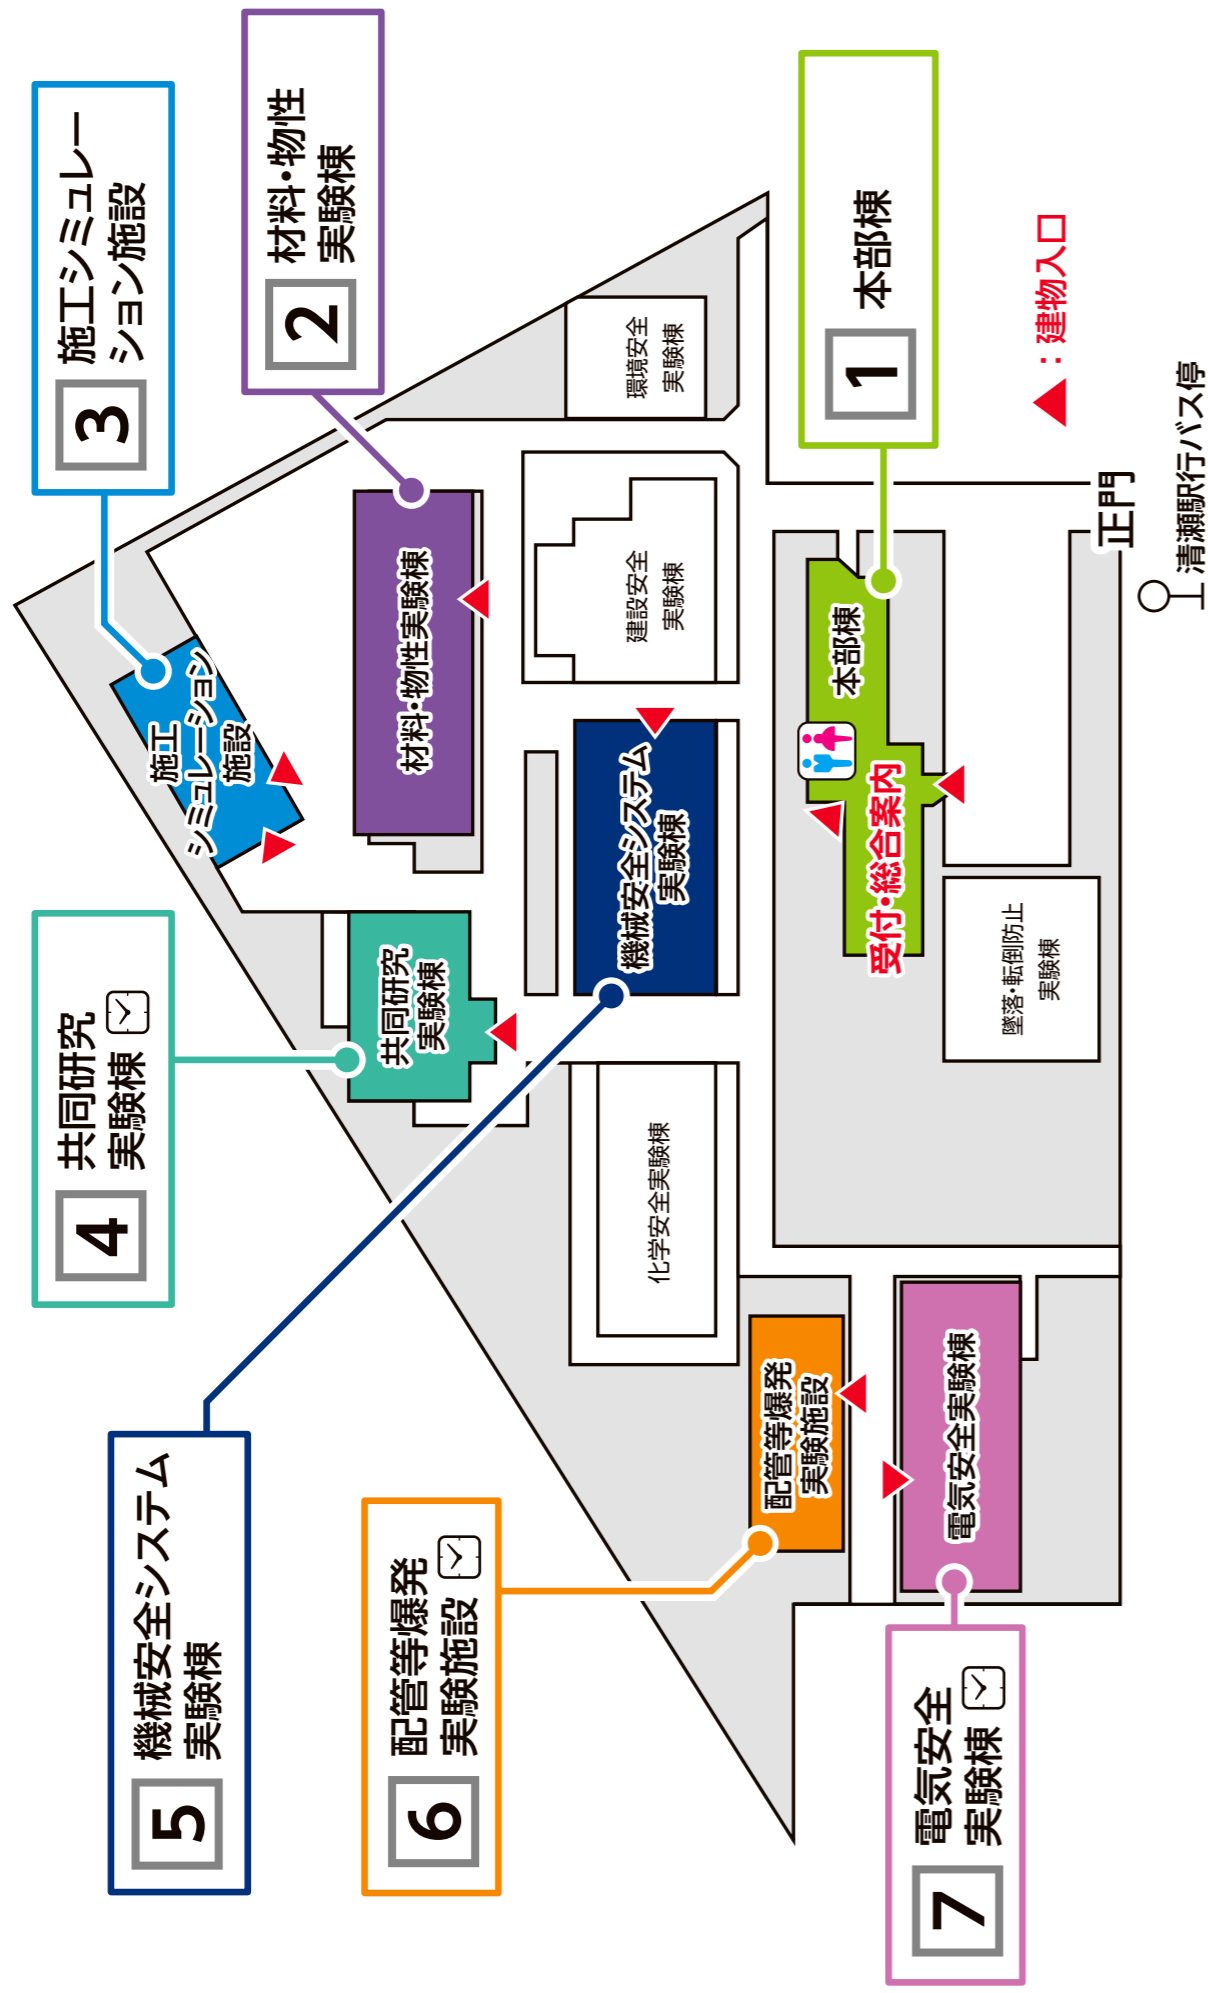 3
施工シミュレー
ション施設
2
材料・物性
実験棟
1
本部棟
4
共同研究
実験棟
5
機械安全システム
実験棟
6
配管等爆発
実験施設
7
電気安全
実験棟
施工
シミュレーション
施設
材料・物性実験棟
環境安全
実験棟
建設安全
実験棟
共同研究
実験棟
機械安全システム
実験棟
本部棟
受付・総合案内
墜落・転倒防止
実験棟
化学安全実験棟
配管等爆発
実験施設
電気安全実験棟
：建物入口
正門
清瀬駅行バス停